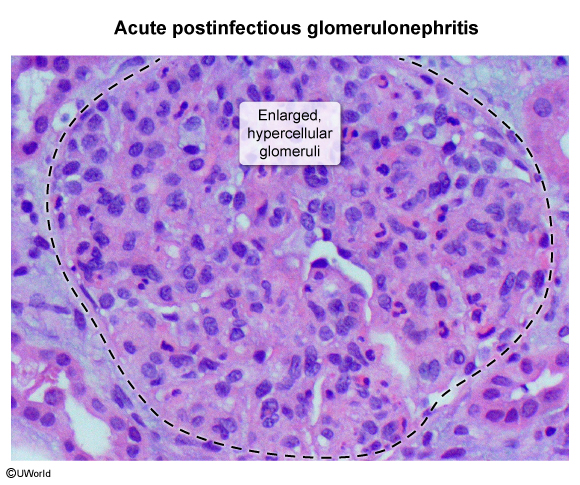 Acute postinfectious glomerulonephritis
Enlarged,
hypercellular
glomeruli
©UWorld